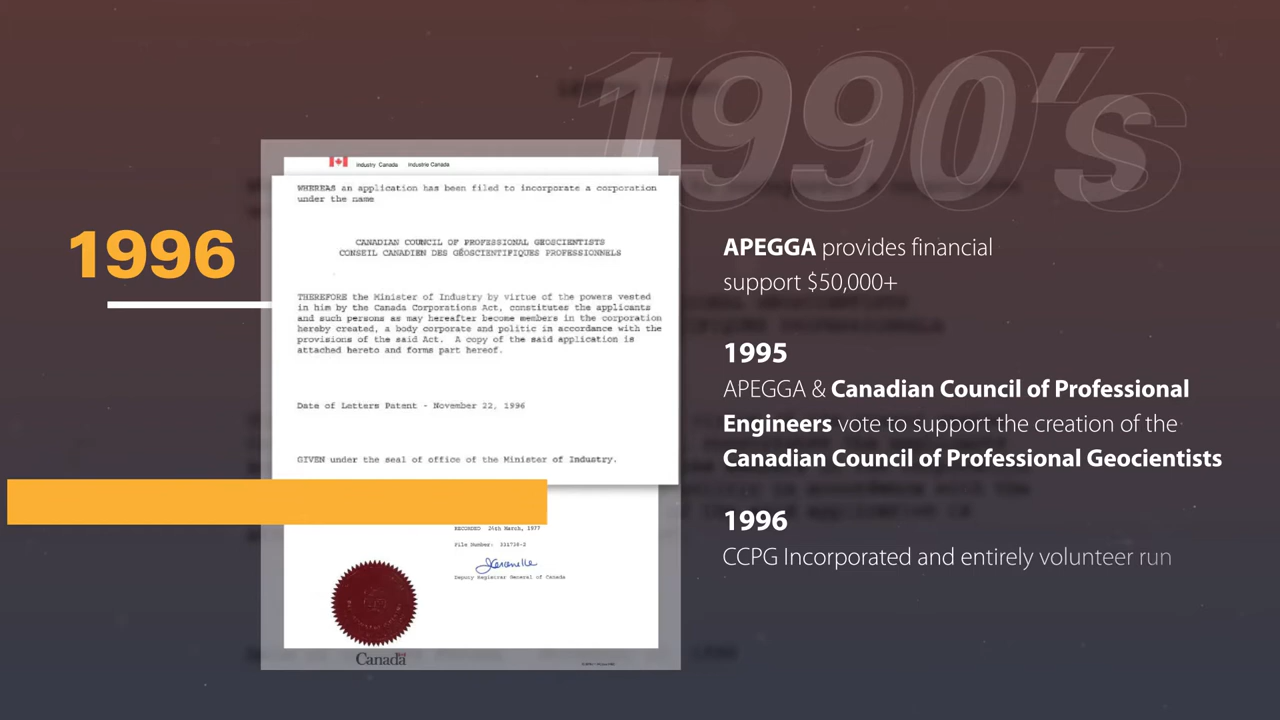 1990's
Industry Canada Industrie Canada
WHEREAS an application has been filed to incorporate a corporation
under the name
CANADIAN COUNCIL OF PROFESSIONAL GEOSCIENTISTS
CONSEIL CANADIEN DES GÉOSCIENTIFIQUES PROFESSIONNELS
THEREFORE the Minister of Industry by virtue of the powers vested
in him by the Canada Corporations Act, constitutes the applicants
and such persons as may hereafter become members in the corporation
hereby created, a body corporate and politic in accordance with the
provisions of the said Act. A copy of the said application is
attached hereto and forms part hereof.
Date of Letters Patent - November 22, 1996
GIVEN under the seal of office of the Minister of Industry.
RECORDED 24th March, 1977
File Number: 331738-2
Deputy Registrar General of Canada
Canada
1996
APEGGA provides financial
support $50,000+
1995
APEGGA & Canadian Council of Professional
Engineers vote to support the creation of the
Canadian Council of Professional Geocientists
1996
CCPG Incorporated and entirely volunteer run